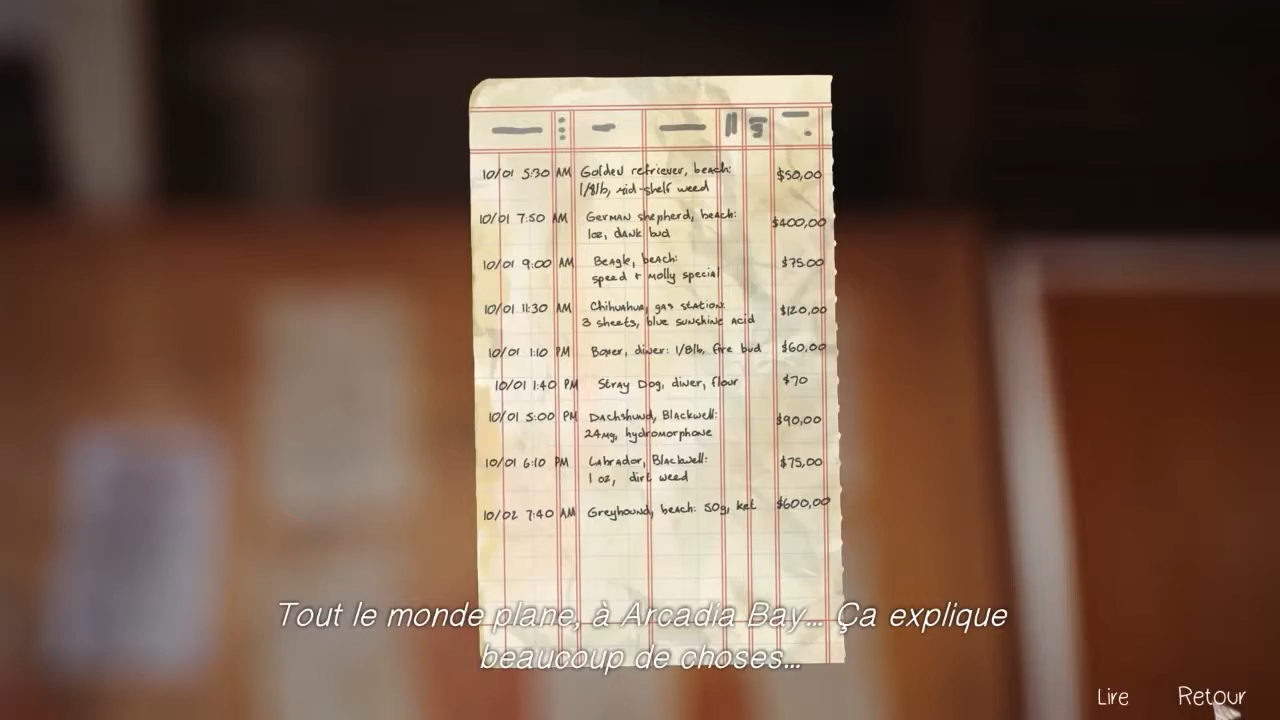 10/01 5:30 AM Golden retriever, beach: $50,00
1/8lb, mid-shelf weed
10/01 7:50 AM German shepherd, beach: $400,00
1oz, dank bud
10/01 9:00 AM Beagle, beach: $75.00
speed + Molly special
10/01 11:30 AM Chihuahua, gas station: $120,00
3 sheets, blue sunshine acid
10/01 1:10 PM Boxer, diner: 1/8lb, fire bud $60,00
10/01 1:40 PM Stray Dog, diner, flour $70
10/01 5:00 PM Dachshund, Blackwell: $90,00
24mg, hydromorphone
10/01 6:10 PM Labrador, Blackwell: $75,00
1 oz, dirt weed
10/02 7:40 AM Greyhound, beach: 50g, ket $600,00
Tout le monde plane, à Arcadia Bay... Ça explique
beaucoup de choses...
Lire Retour